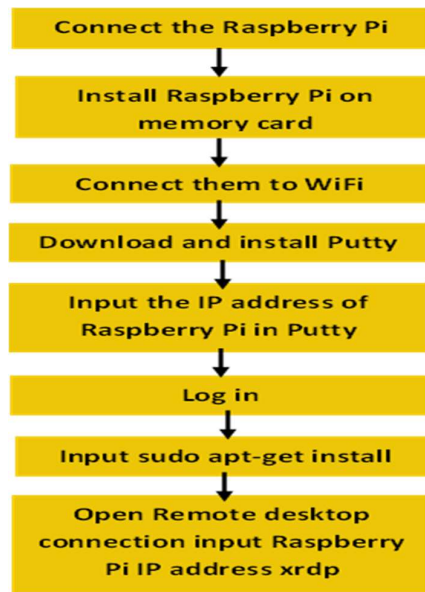 Connect the Raspberry Pi
Install Raspberry Pi on
memory card
Connect them to WiFi
Download and install Putty
Input the IP address of
Raspberry Pi in Putty
Log in
Input sudo apt-get install
Open Remote desktop
connection input Raspberry
Pi IP address xrdp